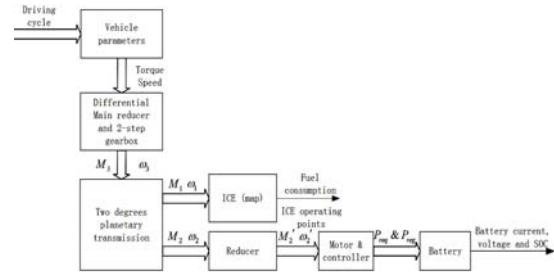 Driving
cycle
Vehicle
parameters
Torque
Speed
Differential
Main reducer
and 2-step
gearbox
M₃ ω₃
Two degrees
planetary
transmission
M₁ ω₁
ICE (map)
Fuel
consumption
ICE operating
points
M₂ ω₂
Reducer
M₂' ω₂'
Motor &
controller
&
Battery
Battery current,
voltage and SOC